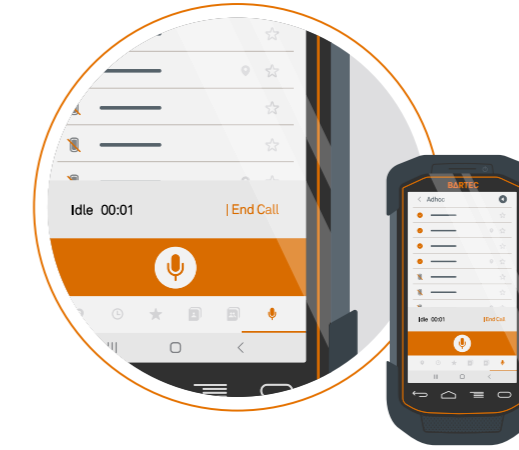 Idle 00:01
| End Call
BARTEC
Adhoc
Idle 00:01
|End Call